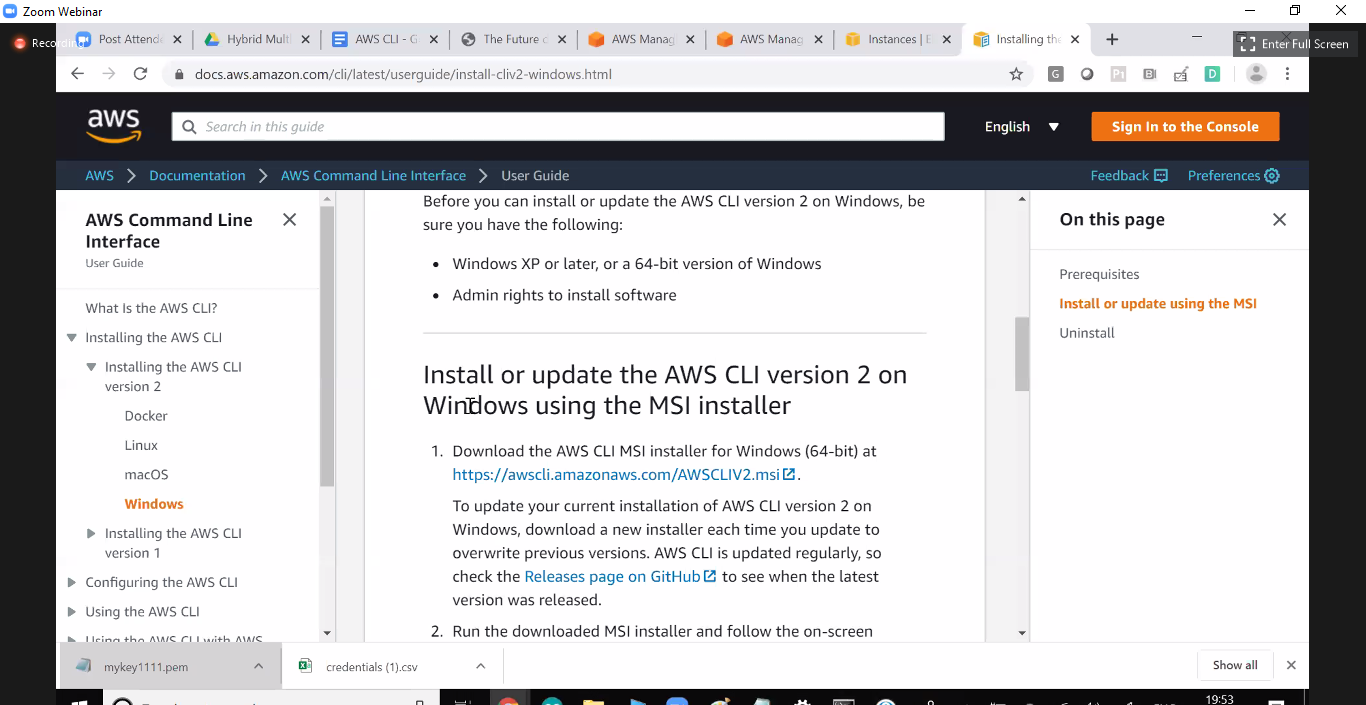 Zoom Webinar
Recording
Post Attende
Hybrid Multi
AWS CLI - G
The Future o
AWS Manag
AWS Manag
Instances | E
Installing the
Enter Full Screen
docs.aws.amazon.com/cli/latest/userguide/install-cliv2-windows.html
aws
Search in this guide
English
Sign In to the Console
AWS
Documentation
AWS Command Line Interface
User Guide
Feedback
Preferences
AWS Command Line
Interface
User Guide
What Is the AWS CLI?
Installing the AWS CLI
Installing the AWS CLI
version 2
Docker
Linux
macOS
Windows
Installing the AWS CLI
version 1
Configuring the AWS CLI
Using the AWS CLI
Using the AWS CLI with AWS
Before you can install or update the AWS CLI version 2 on Windows, be
sure you have the following:
• Windows XP or later, or a 64-bit version of Windows
• Admin rights to install software
Install or update the AWS CLI version 2 on
Windows using the MSI installer
1. Download the AWS CLI MSI installer for Windows (64-bit) at
https://awscli.amazonaws.com/AWSCLIV2.msi.
To update your current installation of AWS CLI version 2 on
Windows, download a new installer each time you update to
overwrite previous versions. AWS CLI is updated regularly, so
check the Releases page on GitHub to see when the latest
version was released.
2. Run the downloaded MSI installer and follow the on-screen
On this page
Prerequisites
Install or update using the MSI
Uninstall
mykey1111.pem
credentials (1).csv
Show all
19:53